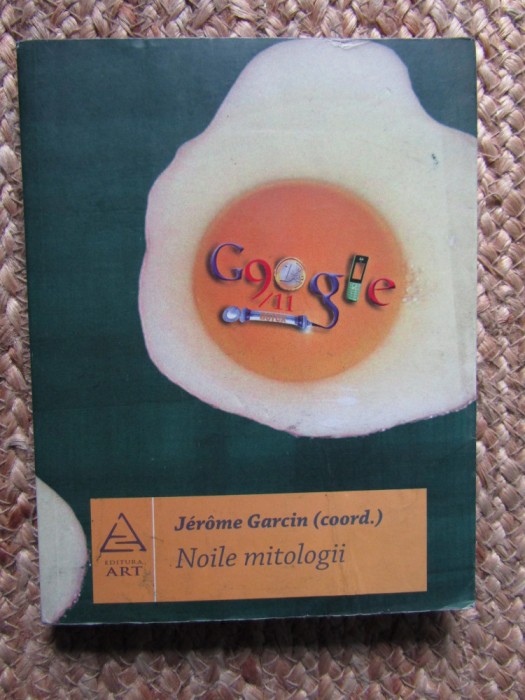 Google
9/11
Jérôme Garcin (coord.)
Noile mitologii
EDITURA
ART